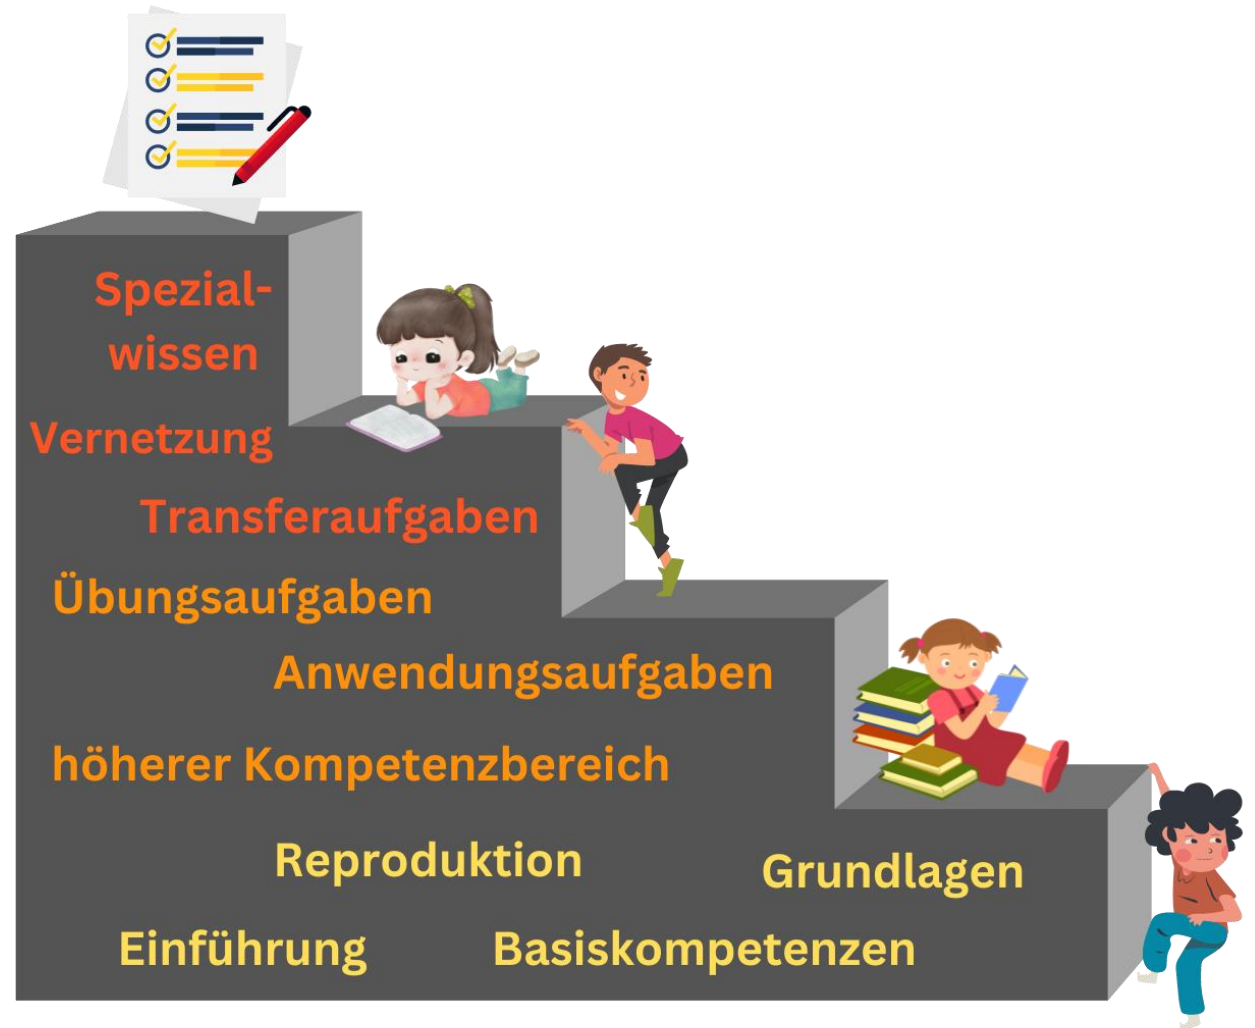 Spezial-
wissen
Vernetzung
Transferaufgaben
Übungsaufgaben
Anwendungsaufgaben
höherer Kompetenzbereich
Reproduktion
Grundlagen
Einführung
Basiskompetenzen